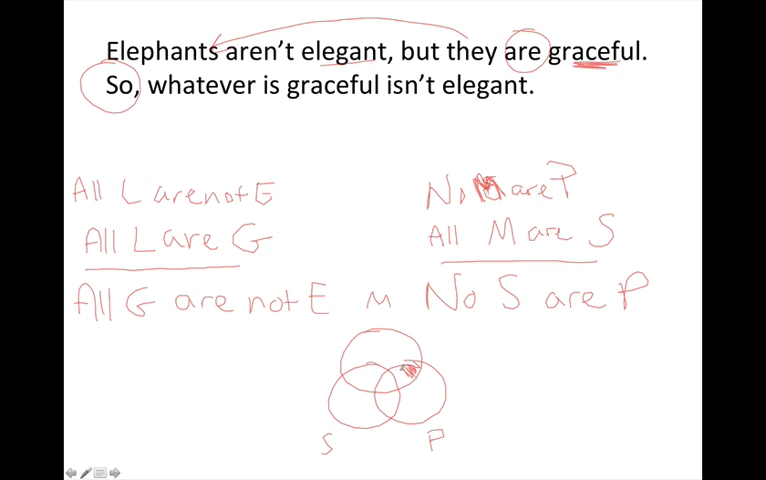 Elephants aren't elegant, but they are graceful.
So, whatever is graceful isn't elegant.
All L are not E
All L are G
All G are not E
No M are P
All M are S
No S are P
M
S
P